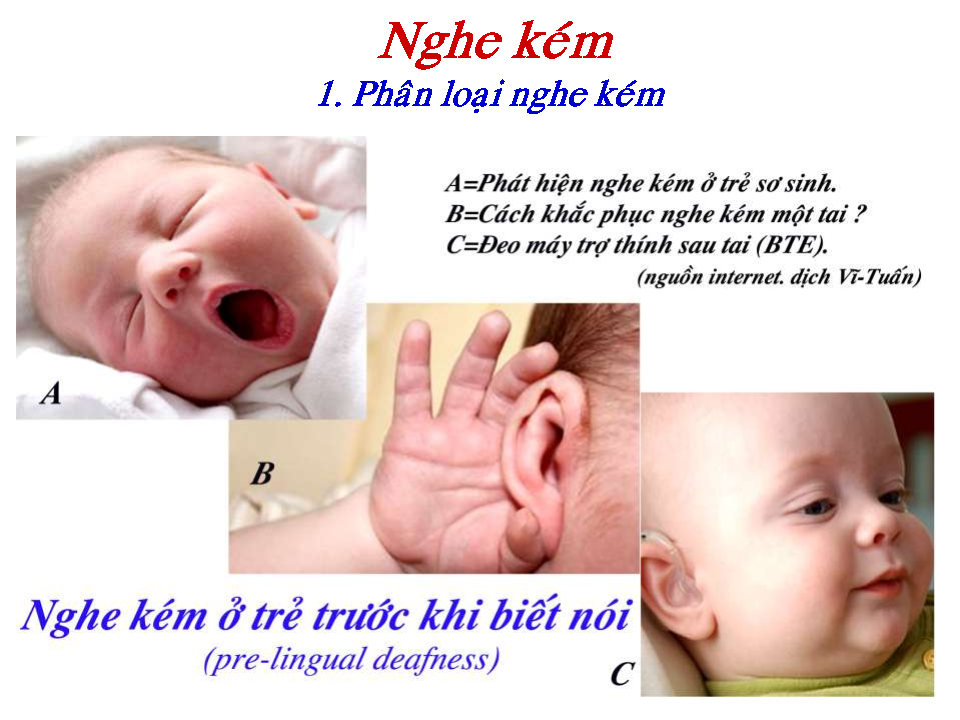 Nghe kém
1. Phân loại nghe kém
A=Phát hiện nghe kém ở trẻ sơ sinh.
B=Cách khắc phục nghe kém một tai ?
C=Đeo máy trợ thính sau tai (BTE).
(nguồn internet. dịch Vĩ-Tuấn)
A
B
Nghe kém ở trẻ trước khi biết nói
(pre-lingual deafness)
C